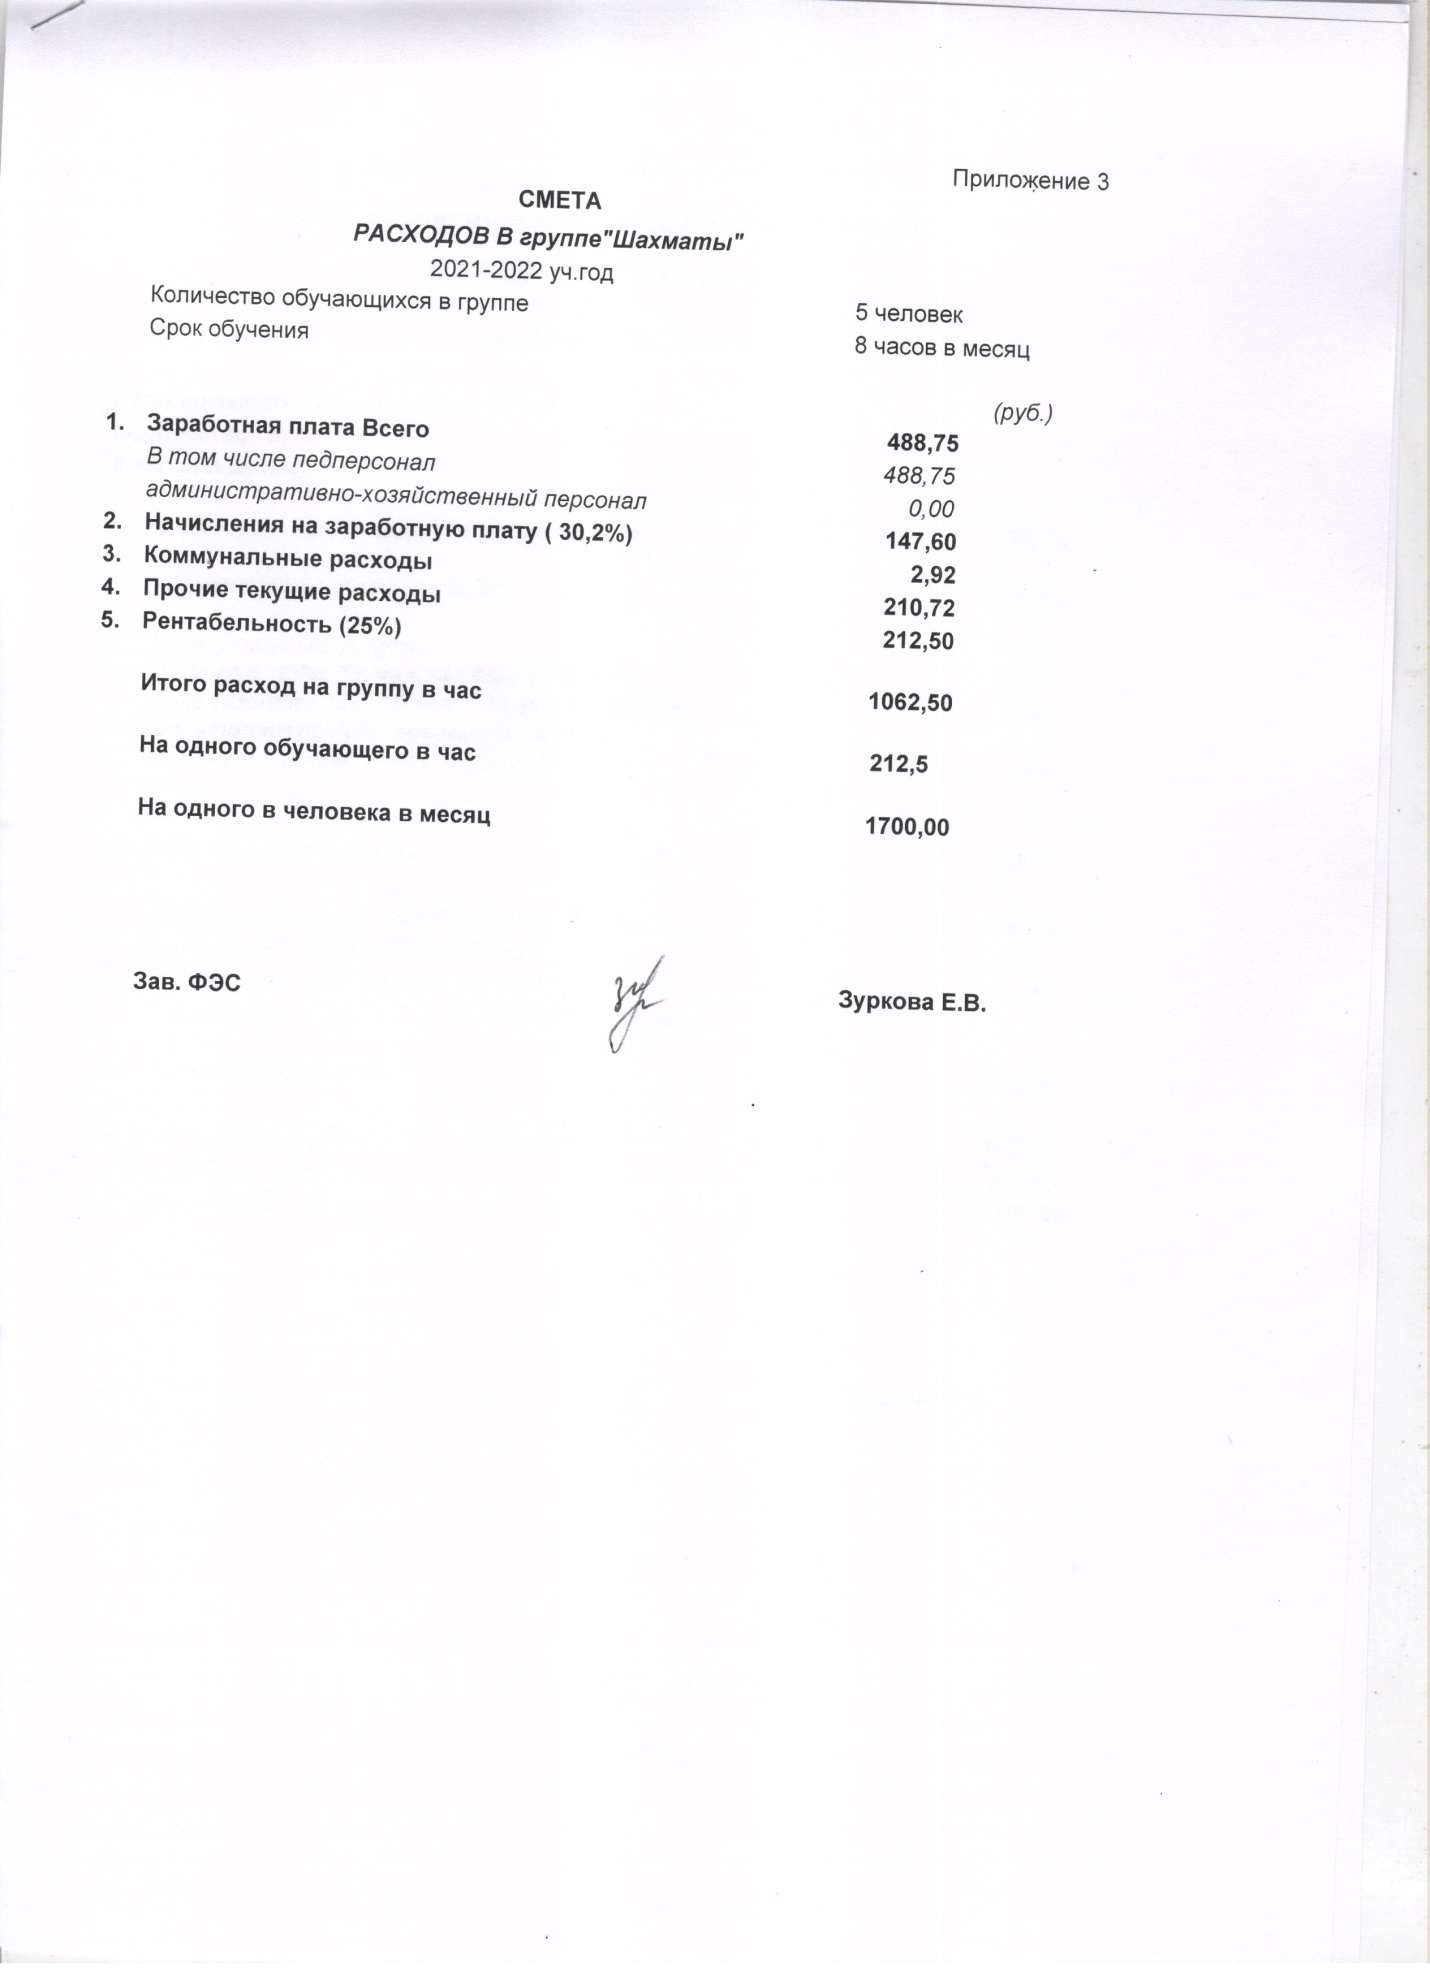 Приложение 3
СМЕТА
РАСХОДОВ В группе"Шахматы"
2021-2022 уч.год
Количество обучающихся в группе 5 человек
Срок обучения 8 часов в месяц
(руб.)
1. Заработная плата Всего 488,75
В том числе педперсонал 488,75
административно-хозяйственный персонал 0,00
2. Начисления на заработную плату ( 30,2%) 147,60
3. Коммунальные расходы 2,92
4. Прочие текущие расходы 210,72
5. Рентабельность (25%) 212,50
Итого расход на группу в час 1062,50
На одного обучающего в час 212,5
На одного в человека в месяц 1700,00
Зав. ФЭС Зуркова Е.В.